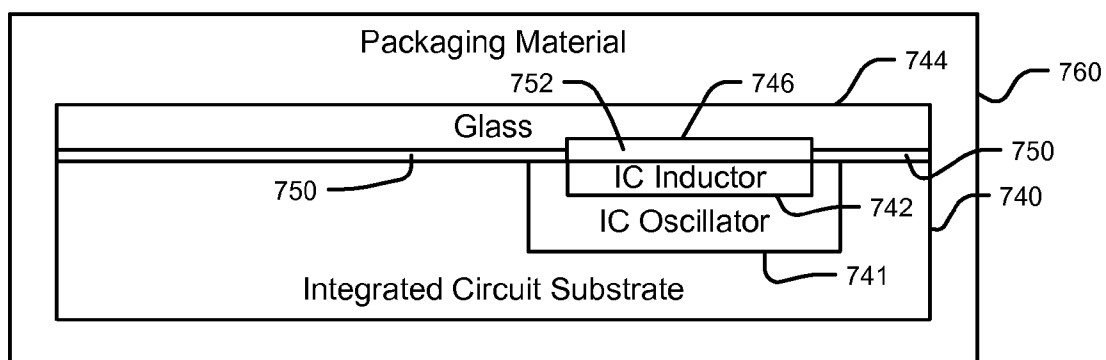 Packaging Material
744
760
752
746
Glass
750
750
IC Inductor
742
740
IC Oscillator
741
Integrated Circuit Substrate